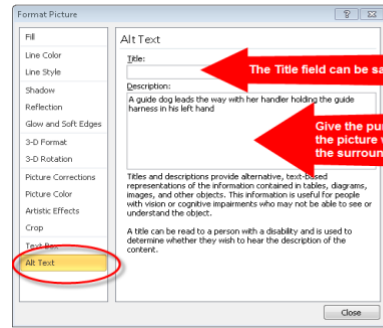 Format Picture
Fill
Line Color
Line Style
Shadow
Reflection
Glow and Soft Edges
3-D Format
3-D Rotation
Picture Corrections
Picture Color
Artistic Effects
Crop
Text Box
Alt Text
Alt Text
Title:
The Title field can be sa
Description:
A guide dog leads the way with her handler holding the guide
harness in his left hand
Give the pu
the picture
the surroun
Titles and descriptions provide alternative, text-based
representations of the information contained in tables, diagrams,
images, and other objects. This information is useful for people
with vision or cognitive impairments who may not be able to see or
understand the object.
A title can be read to a person with a disability and is used to
determine whether they wish to hear the description of the
content.
Close